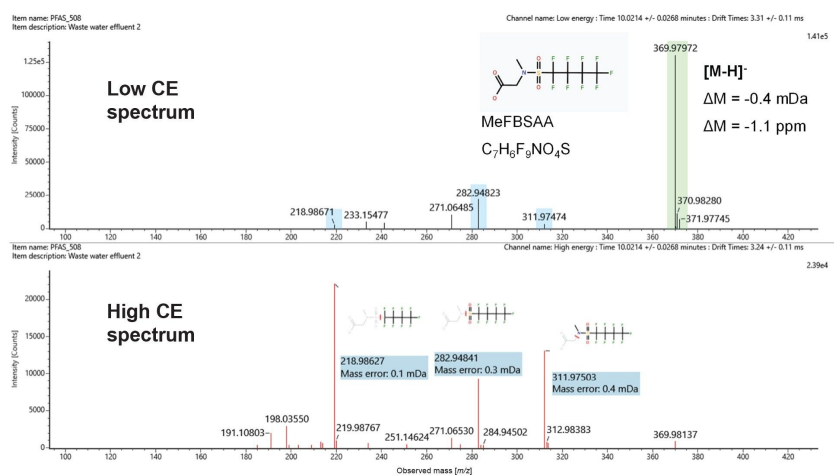 Item name: PFAS_508
Item description: Waste water effluent 2
Channel name: Low energy : Time 10.0214 +/- 0.0268 minutes : Drift Times: 3.31 +/- 0.11 ms
1.41e5
Intensity [Counts]
1.25e5
100000
75000
50000
25000
0
Low CE
spectrum
MeFBSAA
C₇H₆F₉NO₄S
369.97972
[M-H]⁻
ΔM = -0.4 mDa
ΔM = -1.1 ppm
218.98671
233.15477
271.06485
282.94823
311.97474
370.98280
371.97745
100 120 140 160 180 200 220 240 260 280 300 320 340 360 380 400 420
Item name: PFAS_508
Item description: Waste water effluent 2
Channel name: High energy : Time 10.0214 +/- 0.0268 minutes : Drift Times: 3.24 +/- 0.11 ms
2.39e4
Intensity [Counts]
20000
15000
10000
5000
0
High CE
spectrum
218.98627
Mass error: 0.1 mDa
282.94841
Mass error: 0.3 mDa
311.97503
Mass error: 0.4 mDa
191.10803
198.03550
219.98767
251.14624
271.06530
284.94502
312.98383
369.98137
100 120 140 160 180 200 220 240 260 280 300 320 340 360 380 400 420
Observed mass [m/z]